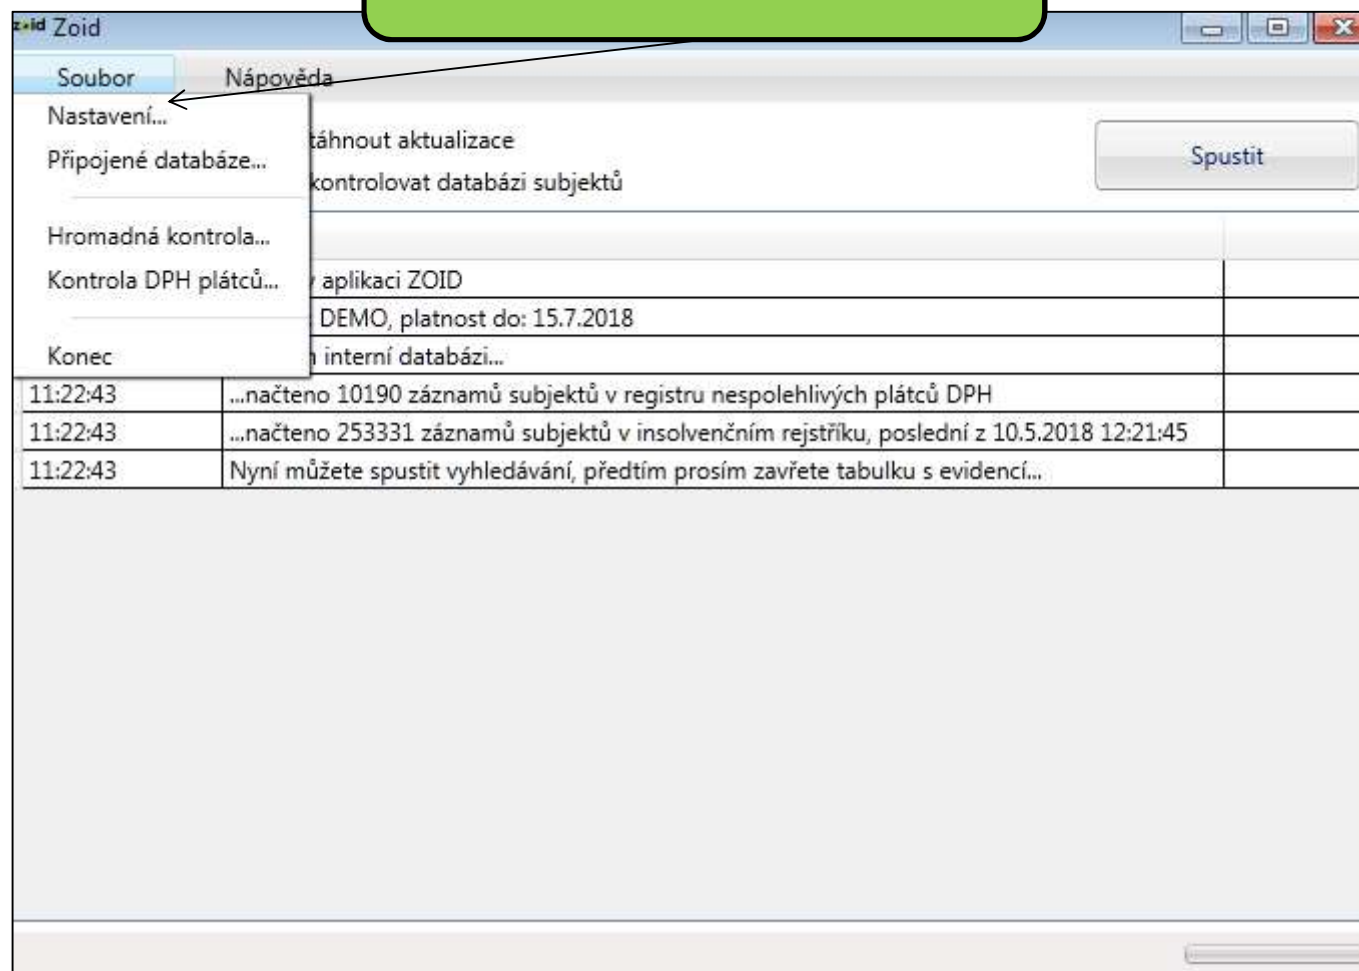 zoid Zoid
Soubor Nápověda
Nastavení...
Připojené databáze...
Hromadná kontrola...
Kontrola DPH plátců...
Konec
táhnout aktualizace
kontrolovat databázi subjektů
Spustit
aplikaci ZOID
DEMO, platnost do: 15.7.2018
interní databázi...
11:22:43 ...načteno 10190 záznamů subjektů v registru nespolehlivých plátců DPH
11:22:43 ...načteno 253331 záznamů subjektů v insolvenčním rejstříku, poslední z 10.5.2018 12:21:45
11:22:43 Nyní můžete spustit vyhledávání, předtím prosím zavřete tabulku s evidencí...